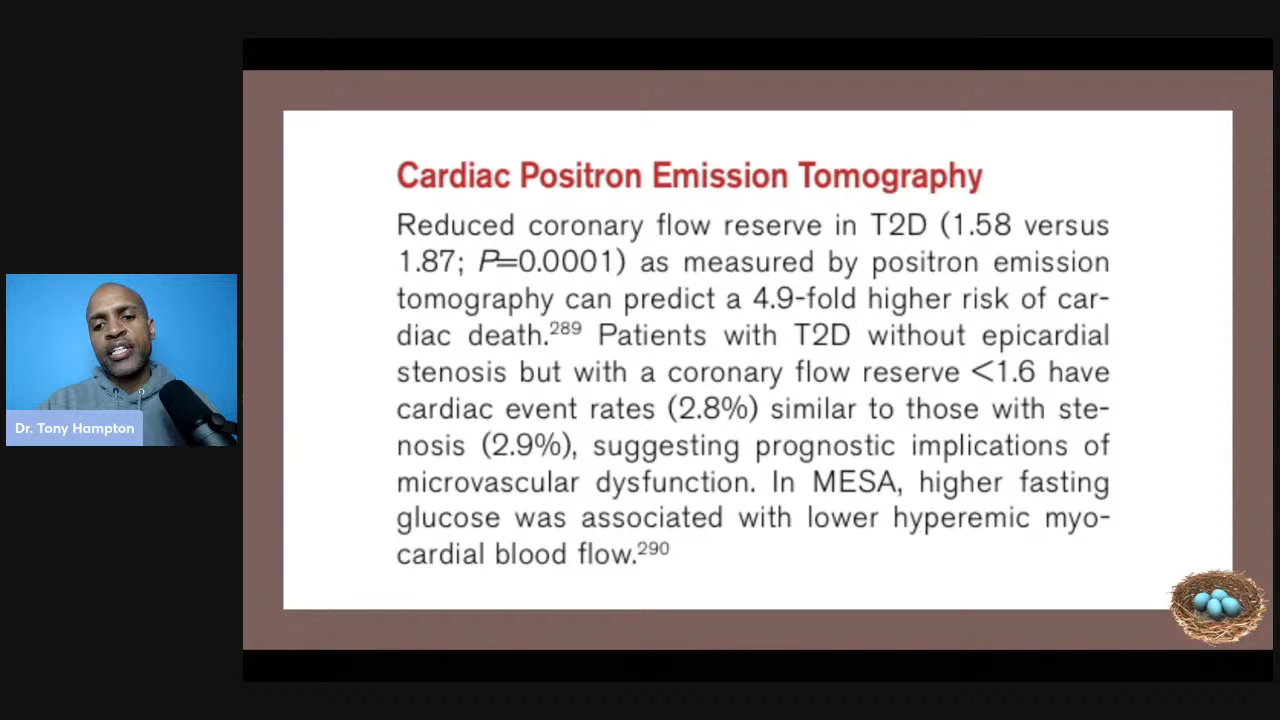 Cardiac Positron Emission Tomography
Reduced coronary flow reserve in T2D (1.58 versus
1.87; P=0.0001) as measured by positron emission
tomography can predict a 4.9-fold higher risk of car-
diac death.289 Patients with T2D without epicardial
stenosis but with a coronary flow reserve <1.6 have
cardiac event rates (2.8%) similar to those with ste-
nosis (2.9%), suggesting prognostic implications of
microvascular dysfunction. In MESA, higher fasting
glucose was associated with lower hyperemic myo-
cardial blood flow.290
Dr. Tony Hampton